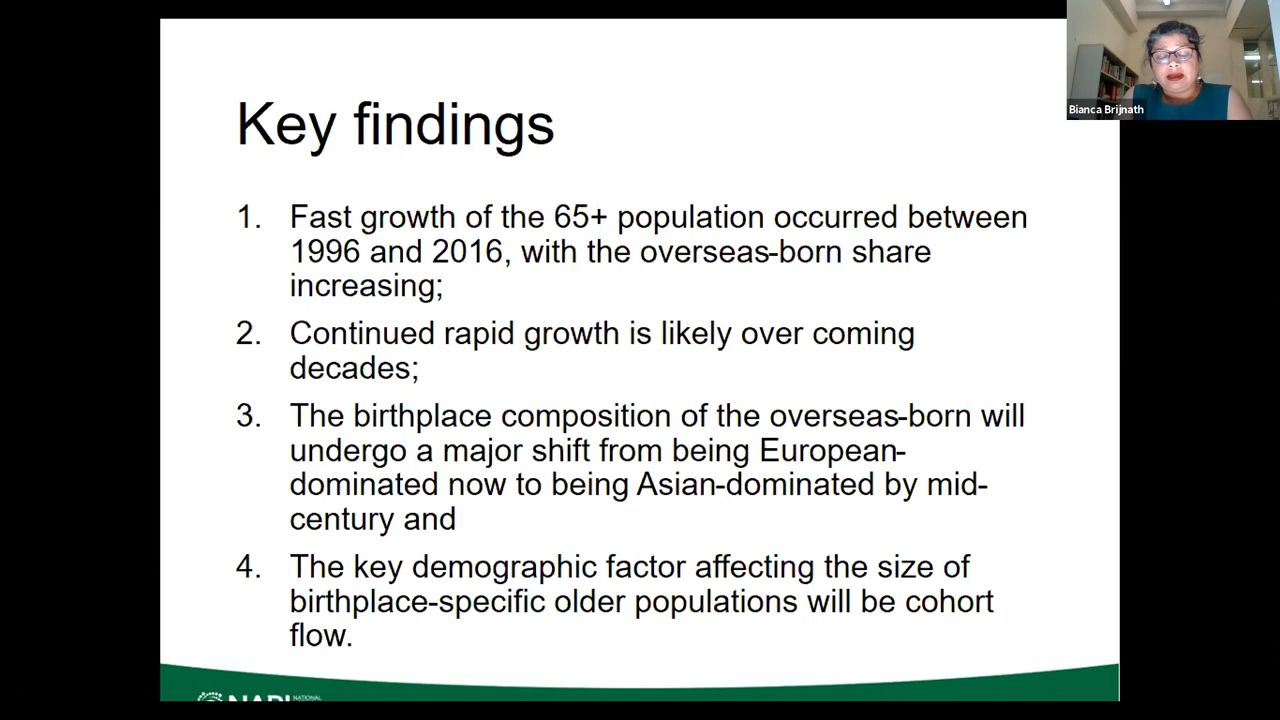 Key findings
1. Fast growth of the 65+ population occurred between
1996 and 2016, with the overseas-born share
increasing;
2. Continued rapid growth is likely over coming
decades;
3. The birthplace composition of the overseas-born will
undergo a major shift from being European-
dominated now to being Asian-dominated by mid-
century and
4. The key demographic factor affecting the size of
birthplace-specific older populations will be cohort
flow.
Bianca Brijnath
NARI NATIONAL